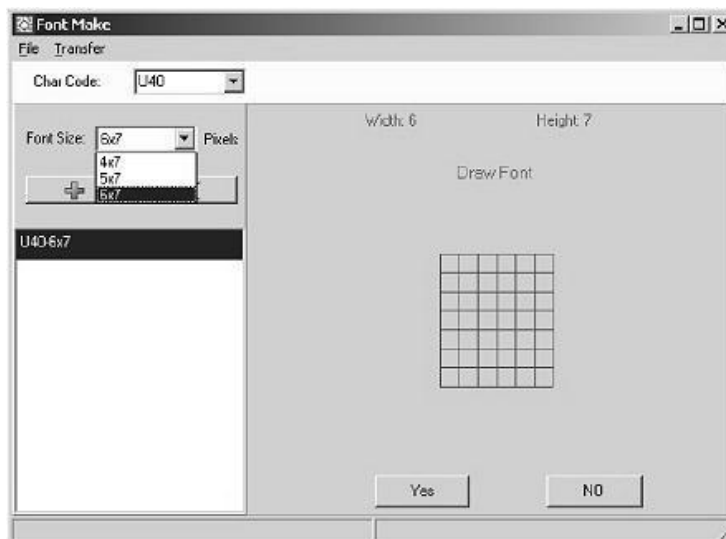 Font Make
File Transfer
Char Code: U40
Font Size: 6x7 Pixels
4x7
5x7
6x7
U40-6x7
Width: 6 Height: 7
Draw Font
Yes NO